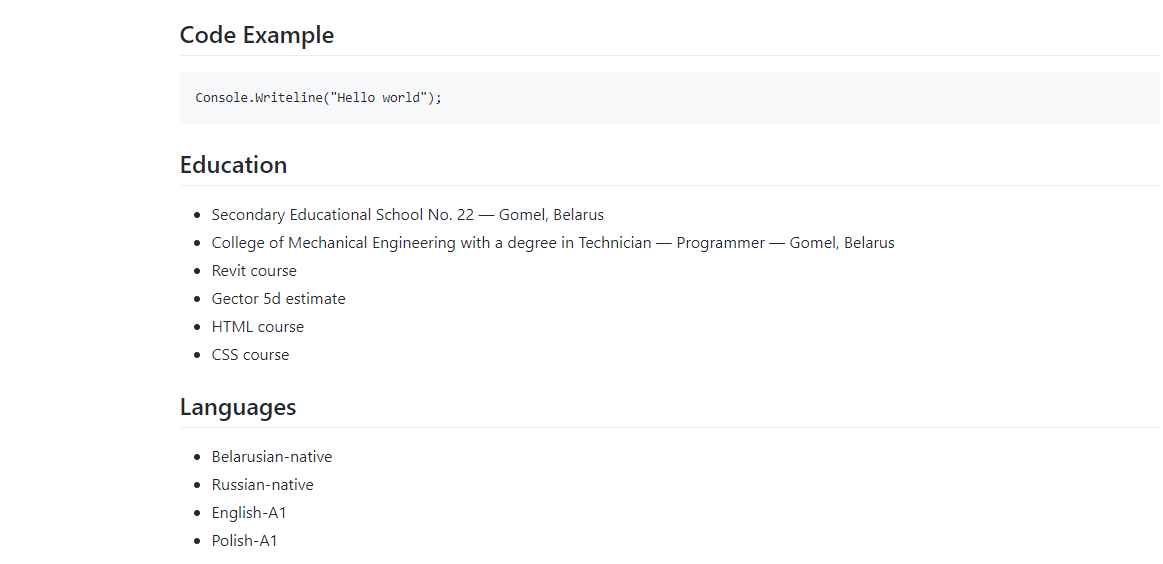 Code Example
Console.Writeline("Hello world");
Education
Secondary Educational School No. 22 — Gomel, Belarus
College of Mechanical Engineering with a degree in Technician — Programmer — Gomel, Belarus
Revit course
Gector 5d estimate
HTML course
CSS course
Languages
Belarusian-native
Russian-native
English-A1
Polish-A1